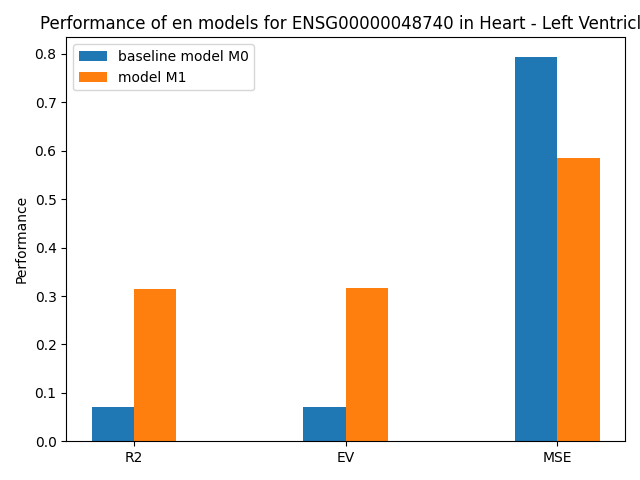 Performance of en models for ENSG00000048740 in Heart - Left Ventricl
baseline model M0
model M1
Performance
0.8
0.7
0.6
0.5
0.4
0.3
0.2
0.1
0.0
R2 EV MSE